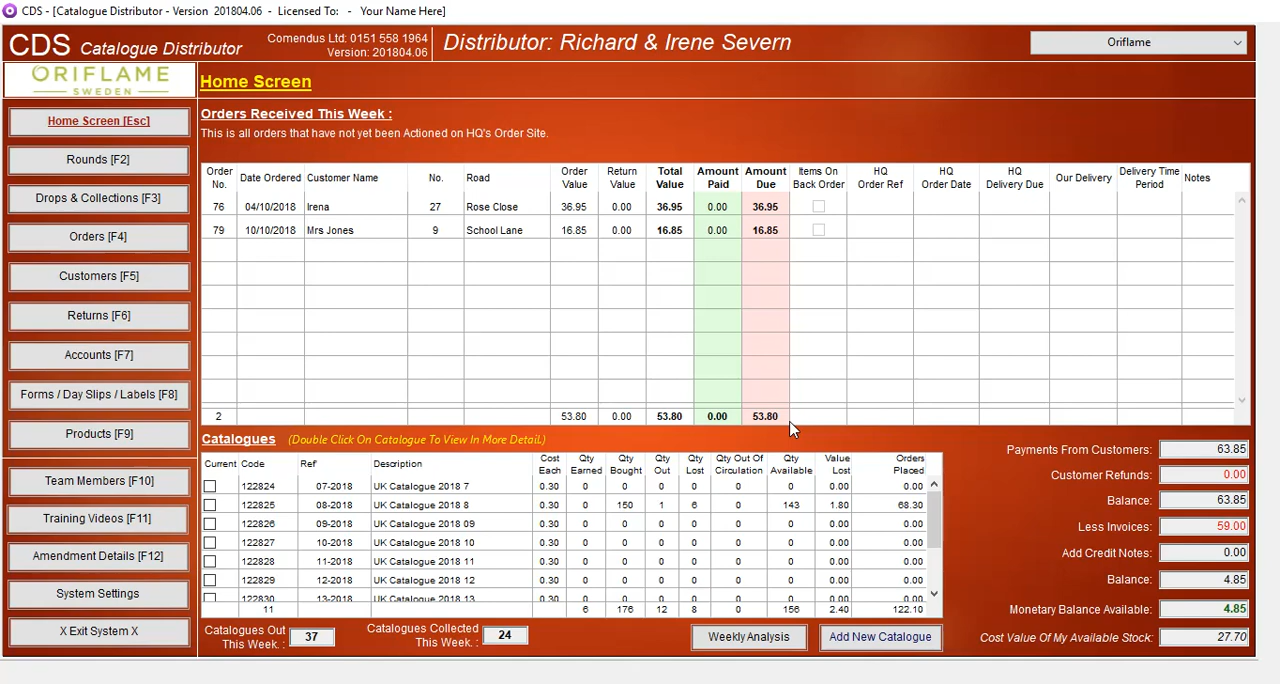 CDS - [Catalogue Distributor - Version  201804.06  - Licensed To:  -  Your Name Here]
CDS Catalogue Distributor
Comendus Ltd: 0151 558 1964
Version: 201804.06
Distributor: Richard & Irene Severn
Oriflame
ORIFLAME
SWEDEN
Home Screen
Home Screen [Esc]
Rounds [F2]
Drops & Collections [F3]
Orders [F4]
Customers [F5]
Returns [F6]
Accounts [F7]
Forms / Day Slips / Labels [F8]
Products [F9]
Team Members [F10]
Training Videos [F11]
Amendment Details [F12]
System Settings
X Exit System X
Orders Received This Week :
This is all orders that have not yet been Actioned on HQ's Order Site.
Order No. Date Ordered Customer Name No. Road Order Value Return Value Total Value Amount Paid Amount Due Items On Back Order HQ Order Ref HQ Order Date HQ Delivery Due Our Delivery Delivery Time Period Notes
76 04/10/2018 Irena 27 Rose Close 36.95 0.00 36.95 0.00 36.95
79 10/10/2018 Mrs Jones 9 School Lane 16.85 0.00 16.85 0.00 16.85
2 53.80 0.00 53.80 0.00 53.80
Catalogues (Double Click On Catalogue To View In More Detail.)
Current Code Ref' Description Cost Each Qty Earned Qty Bought Qty Out Qty Lost Qty Out Of Circulation Qty Available Value Lost Orders Placed
122824 07-2018 UK Catalogue 2018 7 0.30 0 0 0 0 0 0 0.00 0.00
122825 08-2018 UK Catalogue 2018 8 0.30 0 150 1 6 0 143 1.80 68.30
122826 09-2018 UK Catalogue 2018 09 0.30 0 0 0 0 0 0 0.00 0.00
122827 10-2018 UK Catalogue 2018 10 0.30 0 0 0 0 0 0 0.00 0.00
122828 11-2018 UK Catalogue 2018 11 0.30 0 0 0 0 0 0 0.00 0.00
122829 12-2018 UK Catalogue 2018 12 0.30 0 0 0 0 0 0 0.00 0.00
122830 13-2018 UK Catalogue 2018 13 0.30 0 0 0 0 0 0 0.00 0.00
11 6 176 12 8 0 156 2.40 122.10
Catalogues Out This Week. : 37
Catalogues Collected This Week. : 24
Weekly Analysis
Add New Catalogue
Payments From Customers: 63.85
Customer Refunds: 0.00
Balance: 63.85
Less Invoices: 59.00
Add Credit Notes: 0.00
Balance: 4.85
Monetary Balance Available: 4.85
Cost Value Of My Available Stock: 27.70